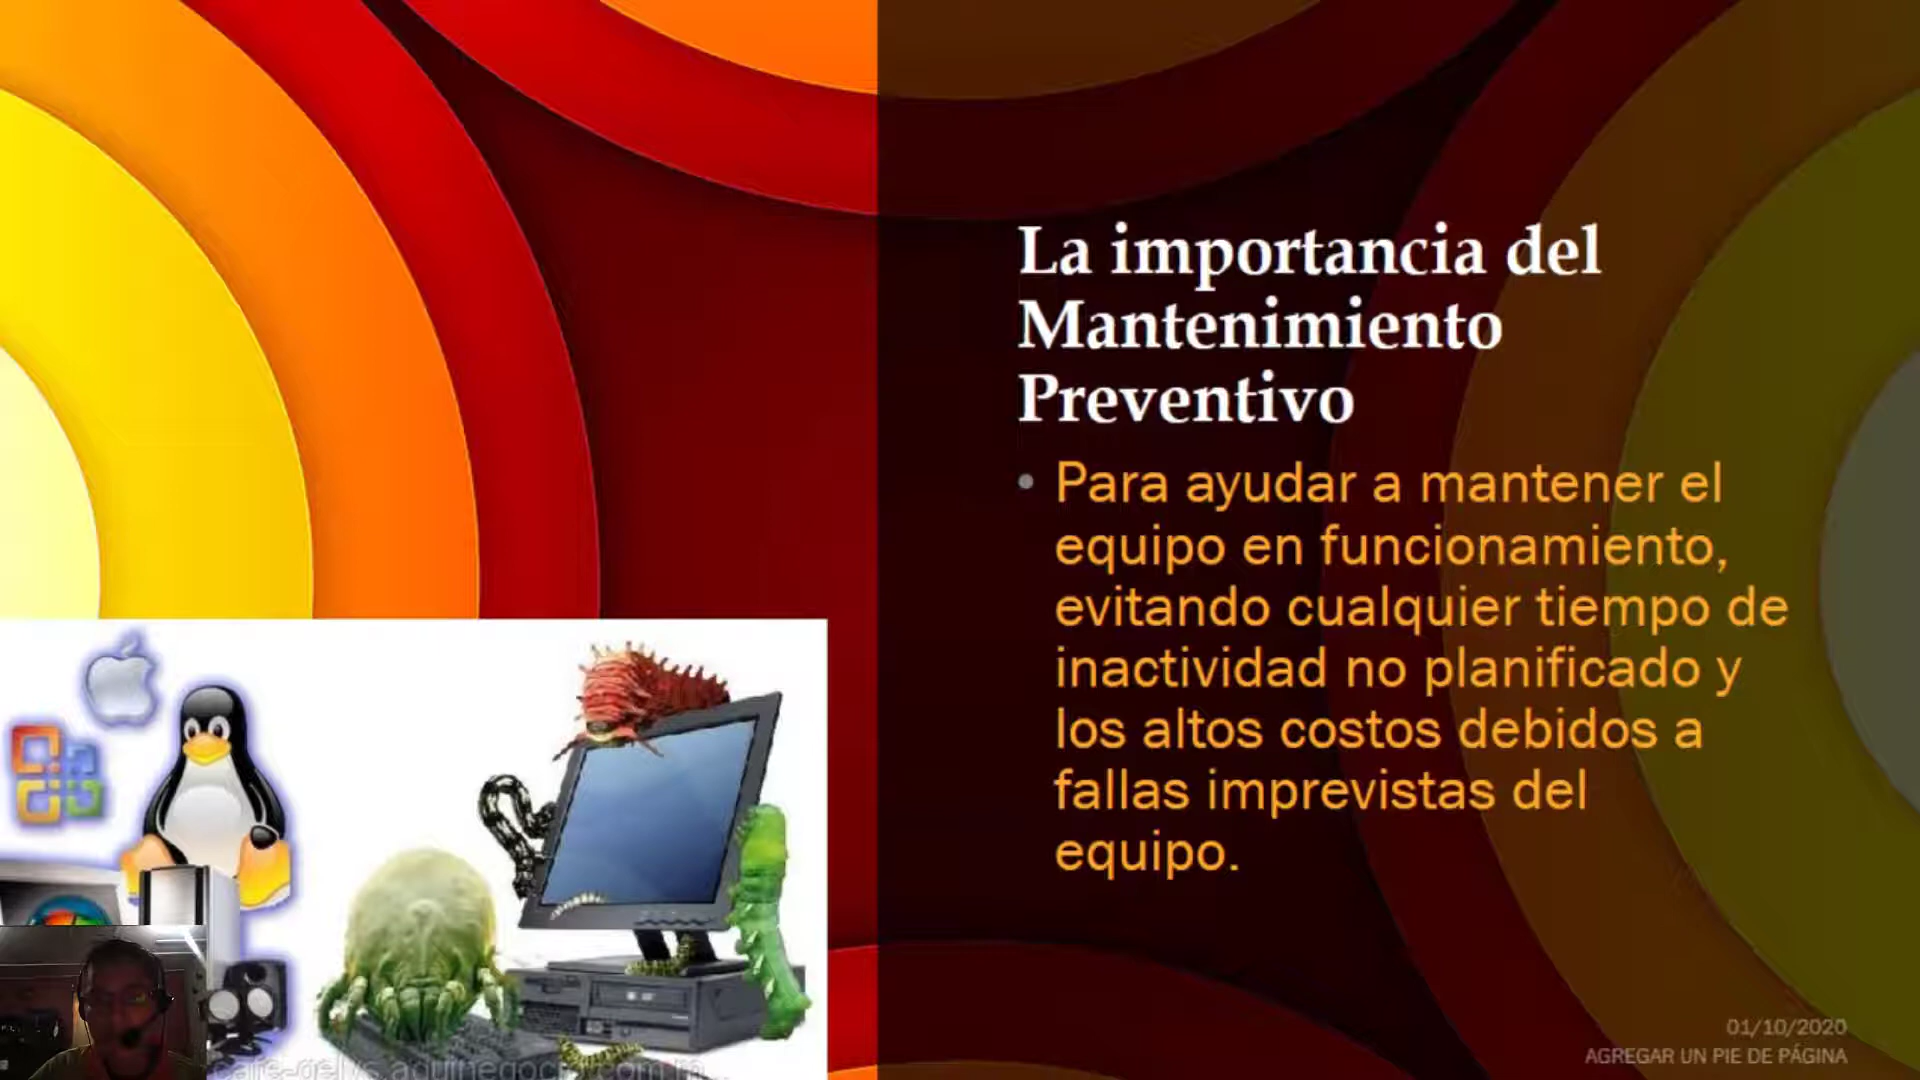 La importancia del
Mantenimiento
Preventivo
• Para ayudar a mantener el
equipo en funcionamiento,
evitando cualquier tiempo de
inactividad no planificado y
los altos costos debidos a
fallas imprevistas del
equipo.
01/10/2020
AGREGAR UN PIE DE PÁGINA